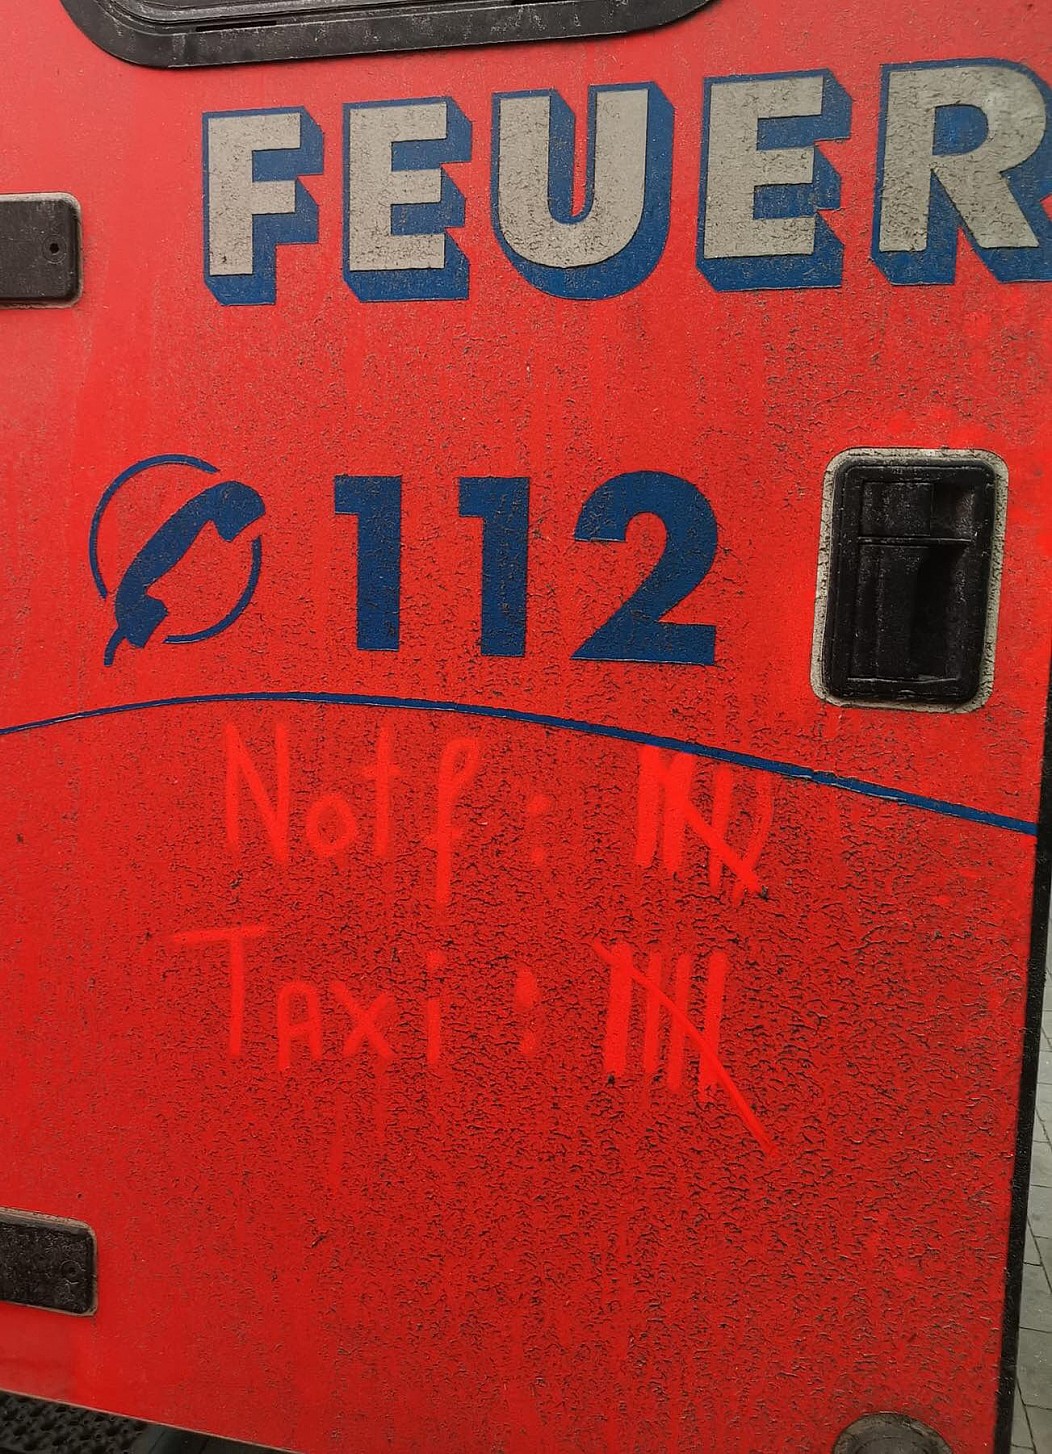 FEUER
112
Notf: 𝍸
Taxi: 𝍸